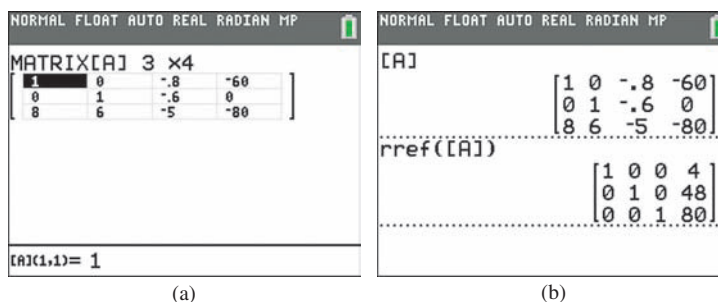 NORMAL FLOAT AUTO REAL RADIAN MP
MATRIX[A] 3 ×4
1 0 -.8 -60
0 1 -.6 0
8 6 -5 -80
[A](1,1)= 1
(a)
NORMAL FLOAT AUTO REAL RADIAN MP
[A]
[1 0 -.8 -60]
[0 1 -.6 0]
[8 6 -5 -80]
rref([A])
[1 0 0 4]
[0 1 0 48]
[0 0 1 80]
(b)